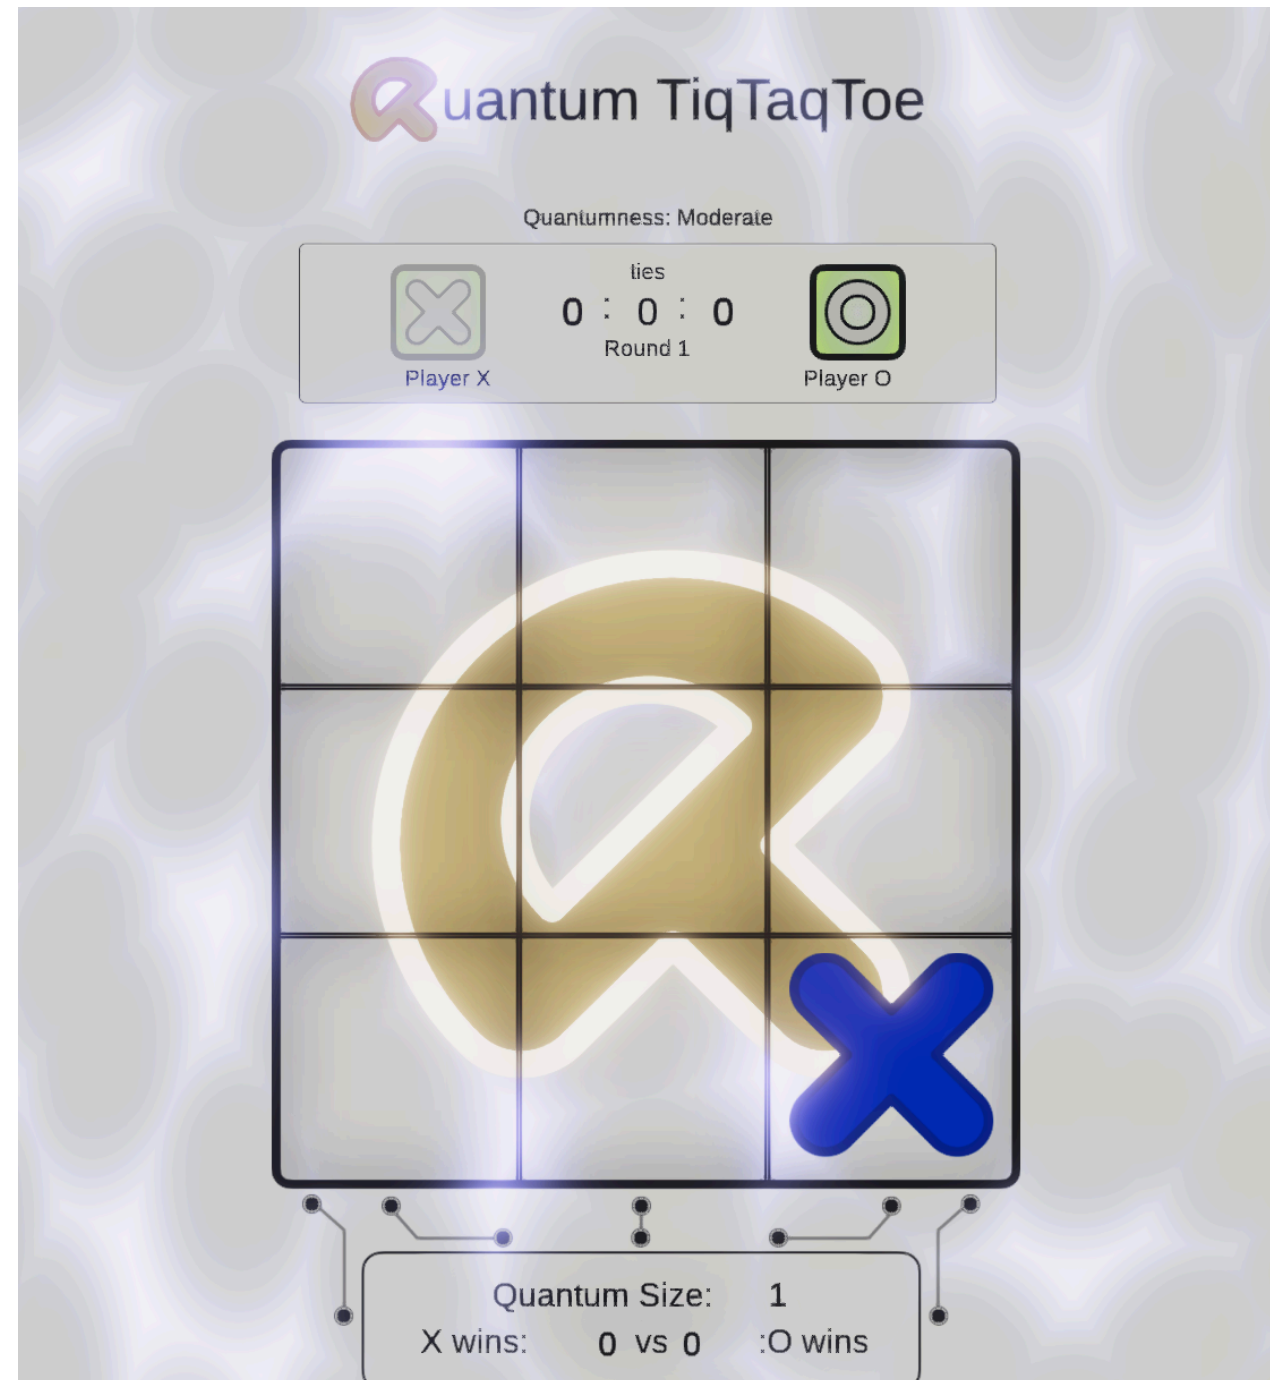 Quantum TiqTaqToe
Quantumness: Moderate
ties
0 : 0 : 0
Round 1
Player X
Player O
Quantum Size: 1
X wins: 0 vs 0 :O wins